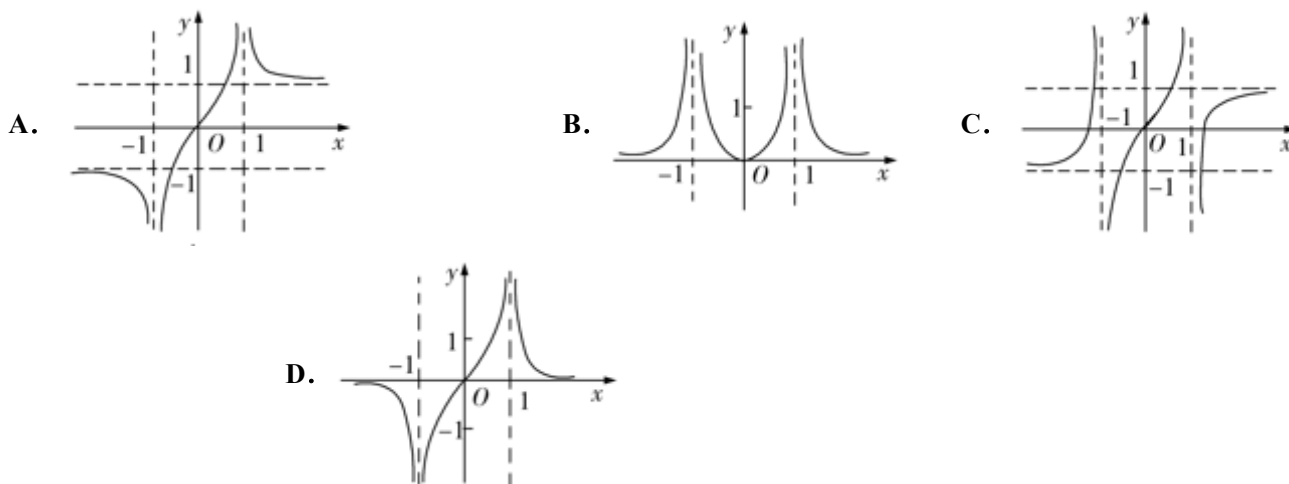 A. y 1 −1 O 1 x −1
B. y 1 −1 O 1 x
C. y 1 −1 O 1 x −1
D. y 1 −1 O 1 x −1